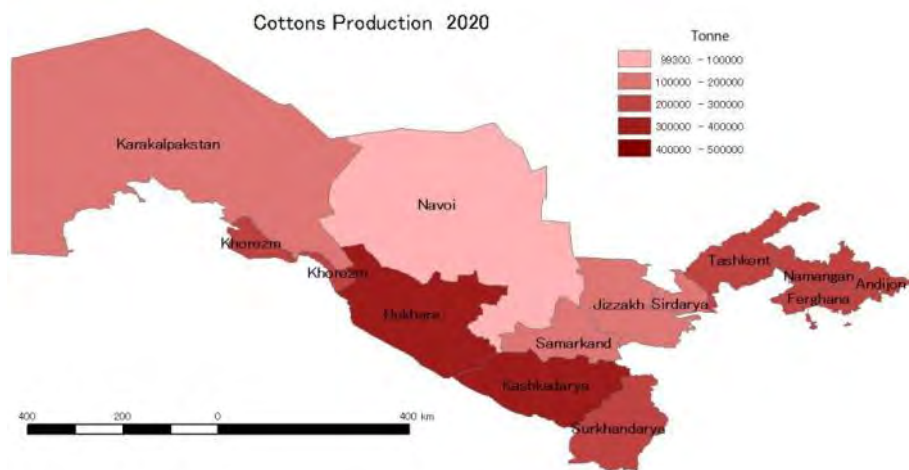 Cottons Production 2020
Tonne
99300. - 100000
100000 - 200000
200000 - 300000
300000 - 400000
400000 - 500000
Karakalpakstan
Navoi
Khorezm
Khorezm
Bukhara
Tashkent
Namangan
Andijon
Ferghana
Jizzakh
Sirdarya
Samarkand
Kashkadarya
Surkhandarya
400 200 0 400 km